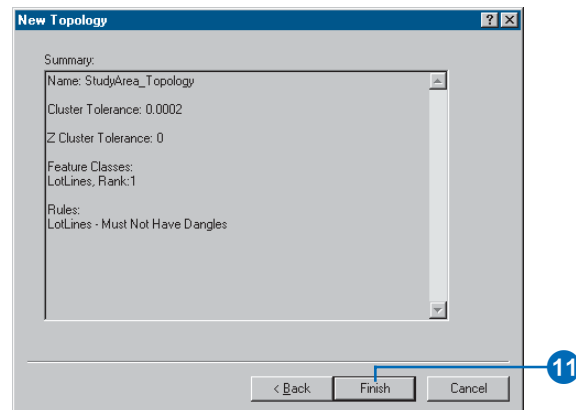 New Topology
Summary:
Name: StudyArea_Topology
Cluster Tolerance: 0.0002
Z Cluster Tolerance: 0
Feature Classes:
LotLines, Rank:1
Rules:
LotLines - Must Not Have Dangles
< Back Finish Cancel
11